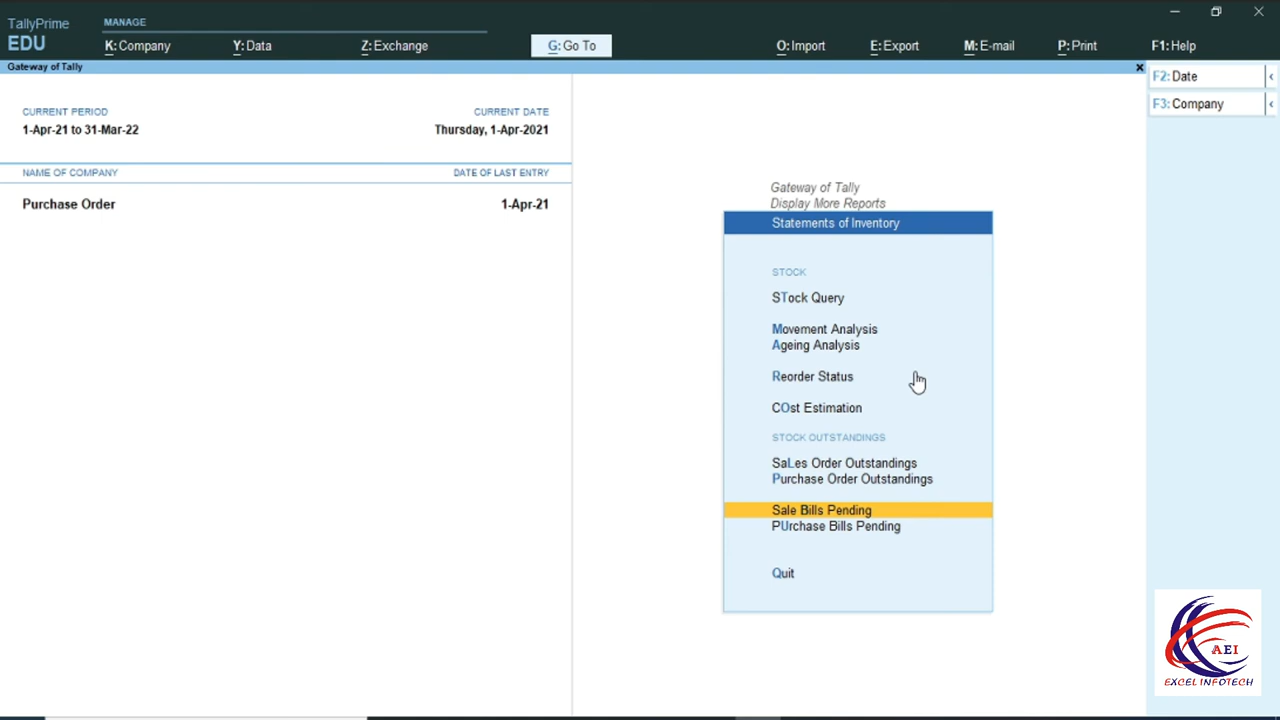 TallyPrime
EDU
MANAGE
K: Company
Y: Data
Z: Exchange
G: Go To
O: Import
E: Export
M: E-mail
P: Print
F1: Help
Gateway of Tally
F2: Date
F3: Company
CURRENT PERIOD
CURRENT DATE
1-Apr-21 to 31-Mar-22
Thursday, 1-Apr-2021
NAME OF COMPANY
DATE OF LAST ENTRY
Purchase Order
1-Apr-21
Gateway of Tally
Display More Reports
Statements of Inventory
STOCK
STock Query
Movement Analysis
Ageing Analysis
Reorder Status
COst Estimation
STOCK OUTSTANDINGS
SaLes Order Outstandings
Purchase Order Outstandings
Sale Bills Pending
PUrchase Bills Pending
Quit
AEI
EXCEL INFOTECH